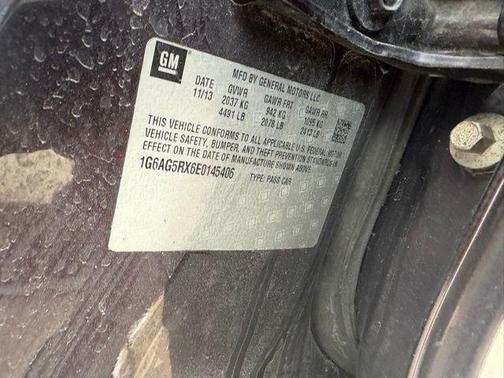 GM
MFD BY GENERAL MOTORS LLC
DATE GVWR GAWR FRT GAWR RR
11/13 2037 KG 942 KG 1095 KG
4491 LB 2078 LB 2413 LB
THIS VEHICLE CONFORMS TO ALL APPLICABLE U.S. FEDERAL MOTOR
VEHICLE SAFETY, BUMPER, AND THEFT PREVENTION STANDARDS IN
EFFECT ON THE DATE OF MANUFACTURE SHOWN ABOVE.
1G6AG5RX6E0145406 TYPE: PASS CAR